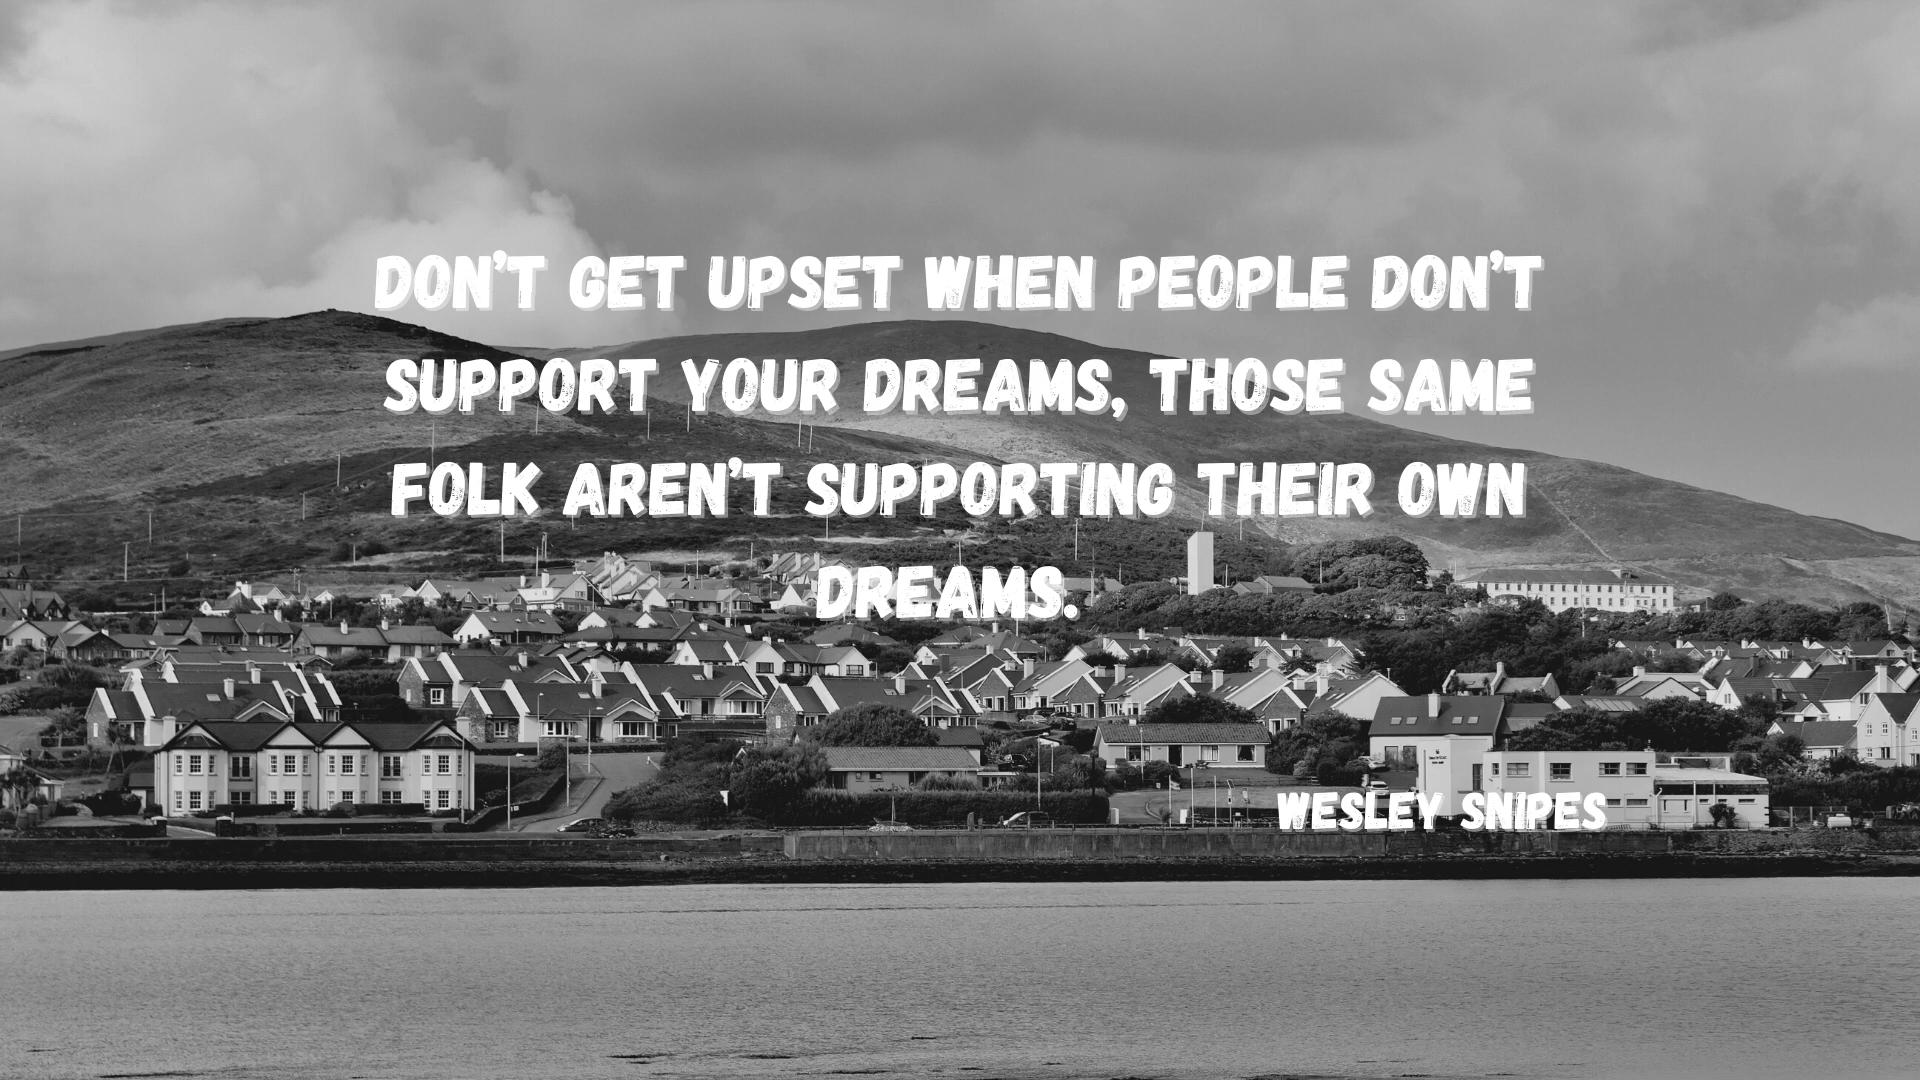 DON'T GET UPSET WHEN PEOPLE DON'T
SUPPORT YOUR DREAMS, THOSE SAME
FOLK AREN'T SUPPORTING THEIR OWN
DREAMS.
WESLEY SNIPES